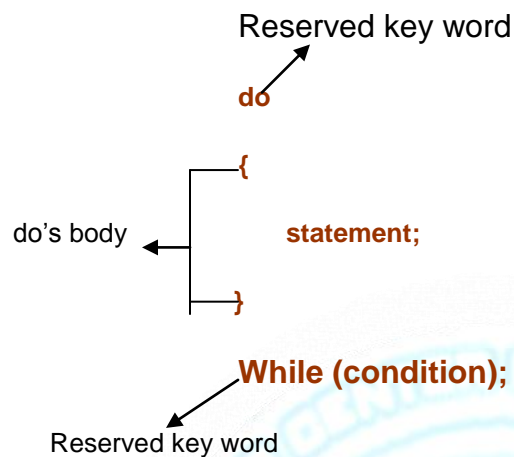 Reserved key word
do
{
do's body
statement;
}
While (condition);
Reserved key word